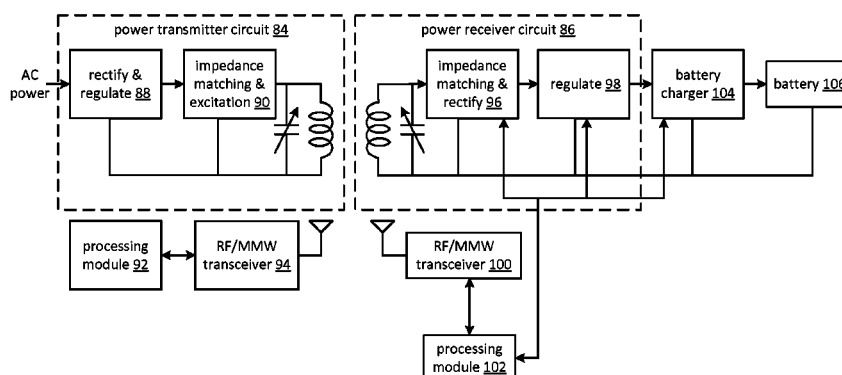 power transmitter circuit 84
power receiver circuit 86
AC
power
rectify &
regulate 88
impedance
matching &
excitation
90
impedance
matching &
rectify
96
regulate 98
battery
charger
104
battery 106
processing
module 92
RF/MMW
transceiver 94
RF/MMW
transceiver 100
processing
module 102